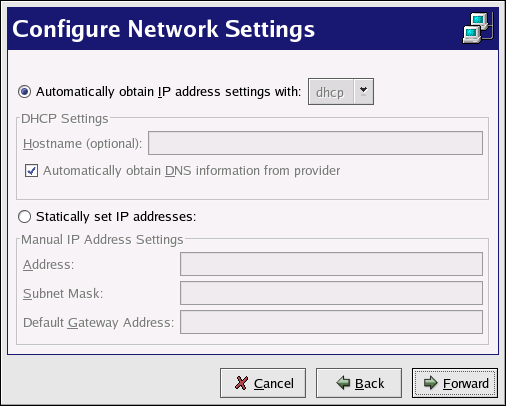 Configure Network Settings
Automatically obtain IP address settings with: dhcp
DHCP Settings
Hostname (optional):
Automatically obtain DNS information from provider
Statically set IP addresses:
Manual IP Address Settings
Address:
Subnet Mask:
Default Gateway Address:
Cancel Back Forward